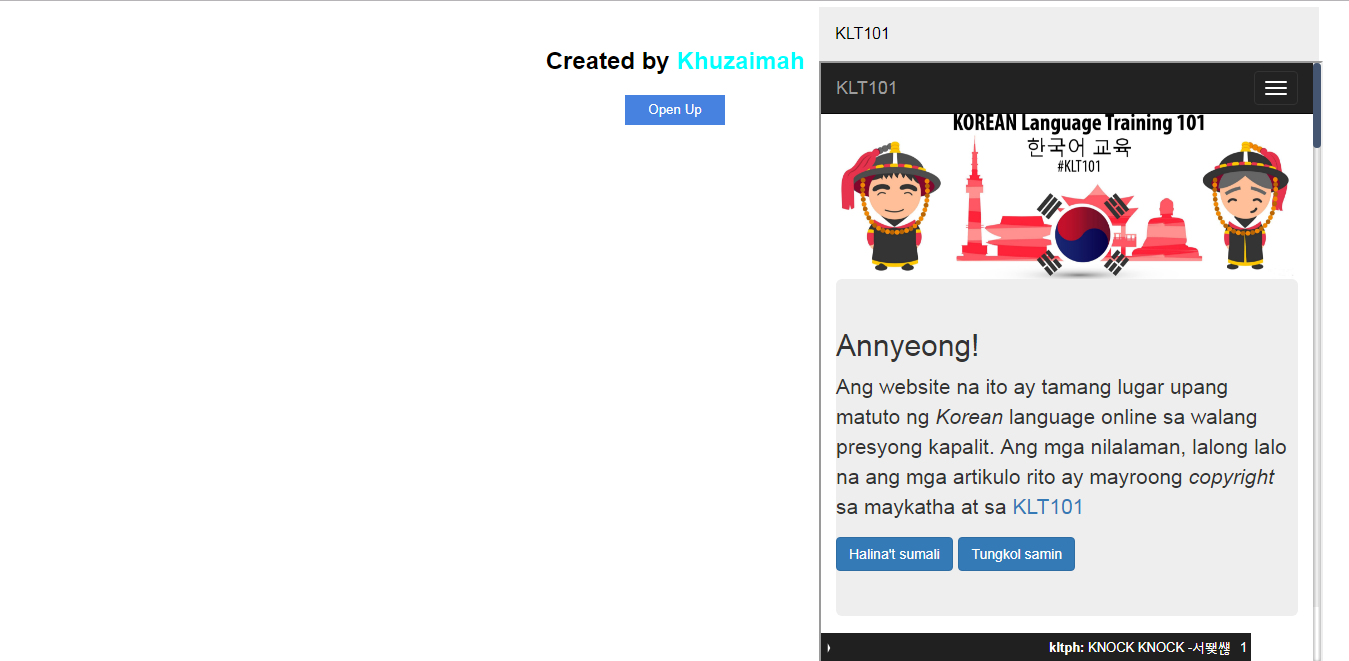 KLT101
Created by Khuzaimah
Open Up
KLT101
KOREAN Language Training 101
한국어 교육
#KLT101
Annyeong!
Ang website na ito ay tamang lugar upang
matuto ng Korean language online sa walang
presyong kapalit. Ang mga nilalaman, lalong lalo
na ang mga artikulo rito ay mayroong copyright
sa maykatha at sa KLT101
Halina't sumali
Tungkol samin
kltph: KNOCK KNOCK 1